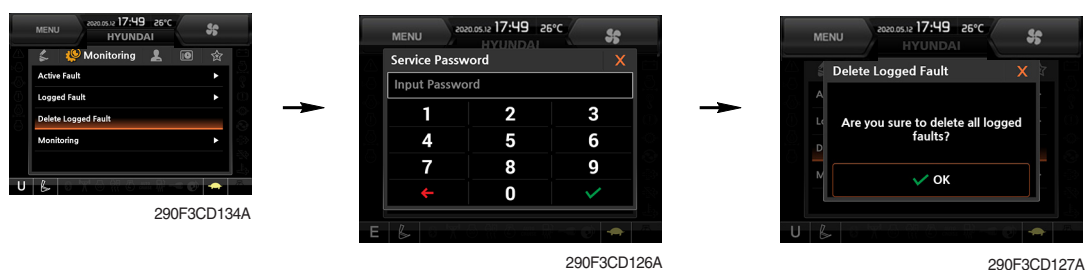 MENU
2020.05.12 17:49 26°C
HYUNDAI
Monitoring
Active Fault
Logged Fault
Delete Logged Fault
Monitoring
U
290F3CD134A
MENU
2020.05.12 17:49 26°C
HYUNDAI
Service Password X
Input Password
1 2 3
4 5 6
7 8 9
0
E
290F3CD126A
MENU
2020.05.12 17:49 26°C
HYUNDAI
Delete Logged Fault X
A
Lo
D
M
Are you sure to delete all logged
faults?
OK
U
290F3CD127A